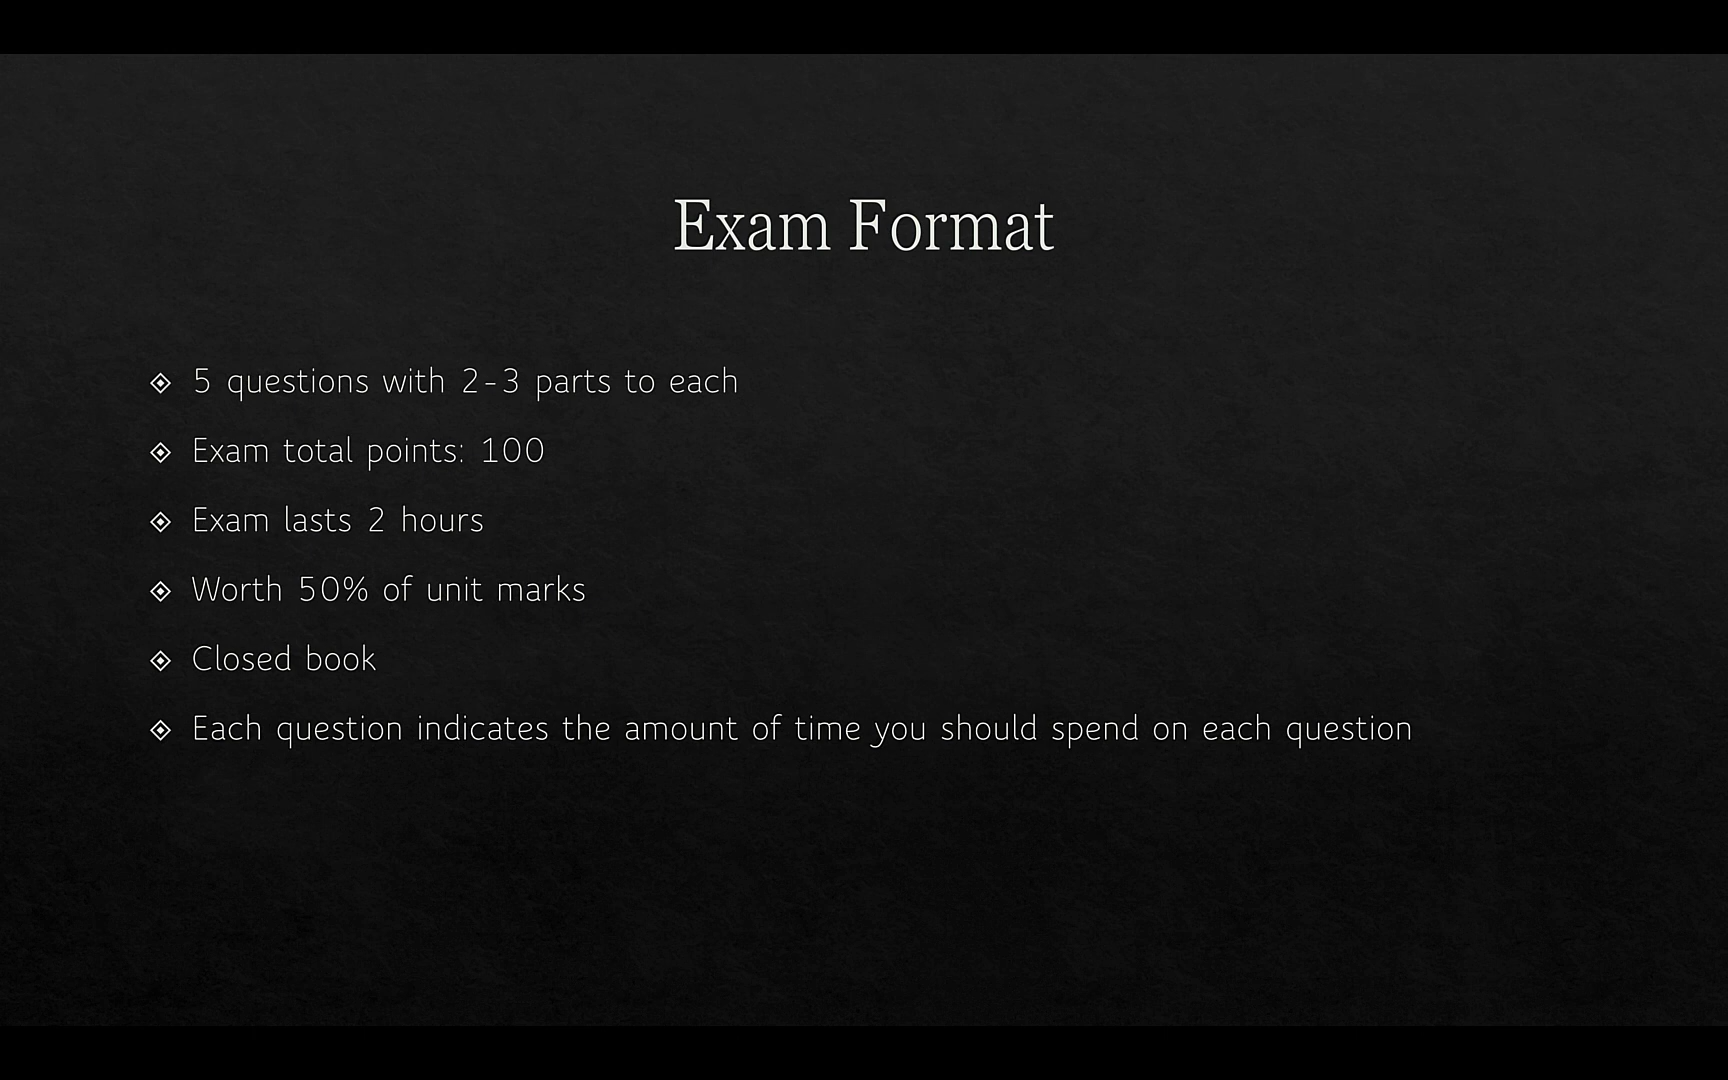 Exam Format
5 questions with 2-3 parts to each
Exam total points: 100
Exam lasts 2 hours
Worth 50% of unit marks
Closed book
Each question indicates the amount of time you should spend on each question